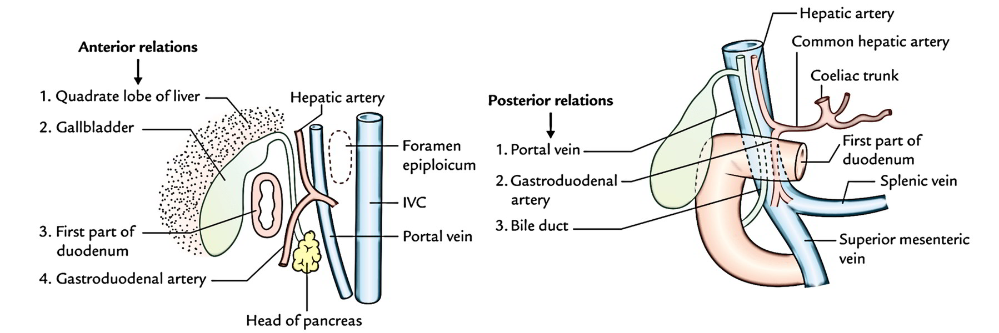 Anterior relations
1. Quadrate lobe of liver
2. Gallbladder
3. First part of
duodenum
4. Gastroduodenal artery
Hepatic artery
Foramen
epiploicum
IVC
Portal vein
Head of pancreas
Posterior relations
1. Portal vein
2. Gastroduodenal
artery
3. Bile duct
Hepatic artery
Common hepatic artery
Coeliac trunk
First part of
duodenum
Splenic vein
Superior mesenteric
vein